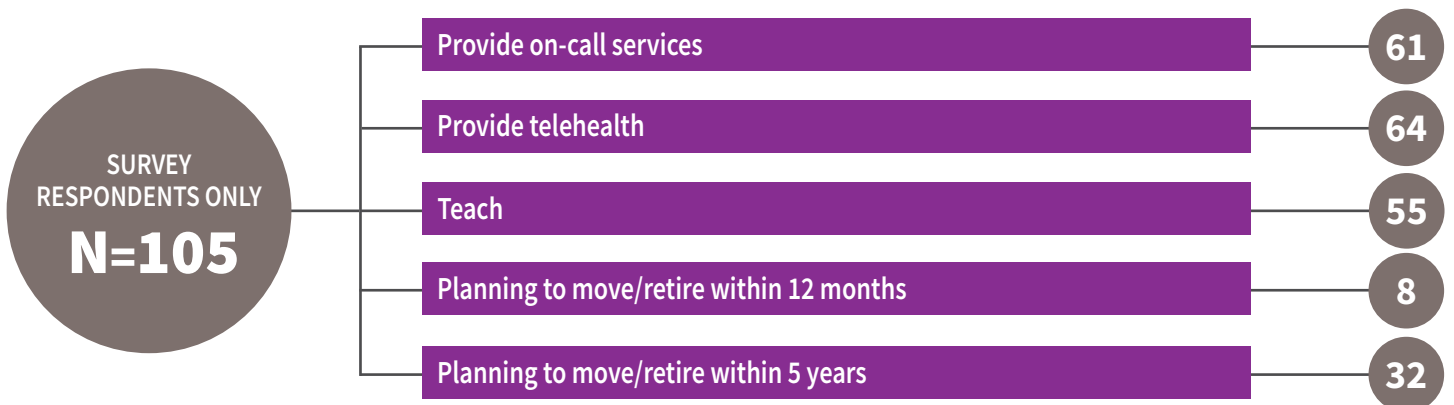 SURVEY
RESPONDENTS ONLY
N=105
Provide on-call services
61
Provide telehealth
64
Teach
55
Planning to move/retire within 12 months
8
Planning to move/retire within 5 years
32